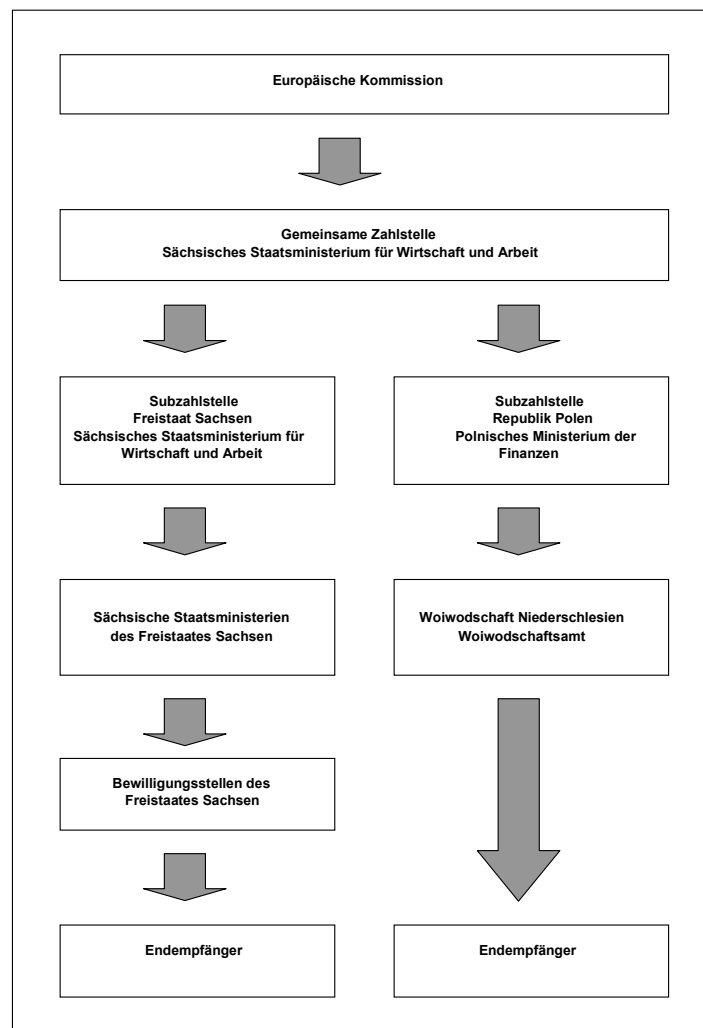 Europäische Kommission
Gemeinsame Zahlstelle
Sächsisches Staatsministerium für Wirtschaft und Arbeit
Subzahlstelle
Freistaat Sachsen
Sächsisches Staatsministerium für
Wirtschaft und Arbeit
Subzahlstelle
Republik Polen
Polnisches Ministerium der
Finanzen
Sächsische Staatsministerien
des Freistaates Sachsen
Woiwodschaft Niederschlesien
Woiwodschaftsamt
Bewilligungsstellen des
Freistaates Sachsen
Endempfänger
Endempfänger